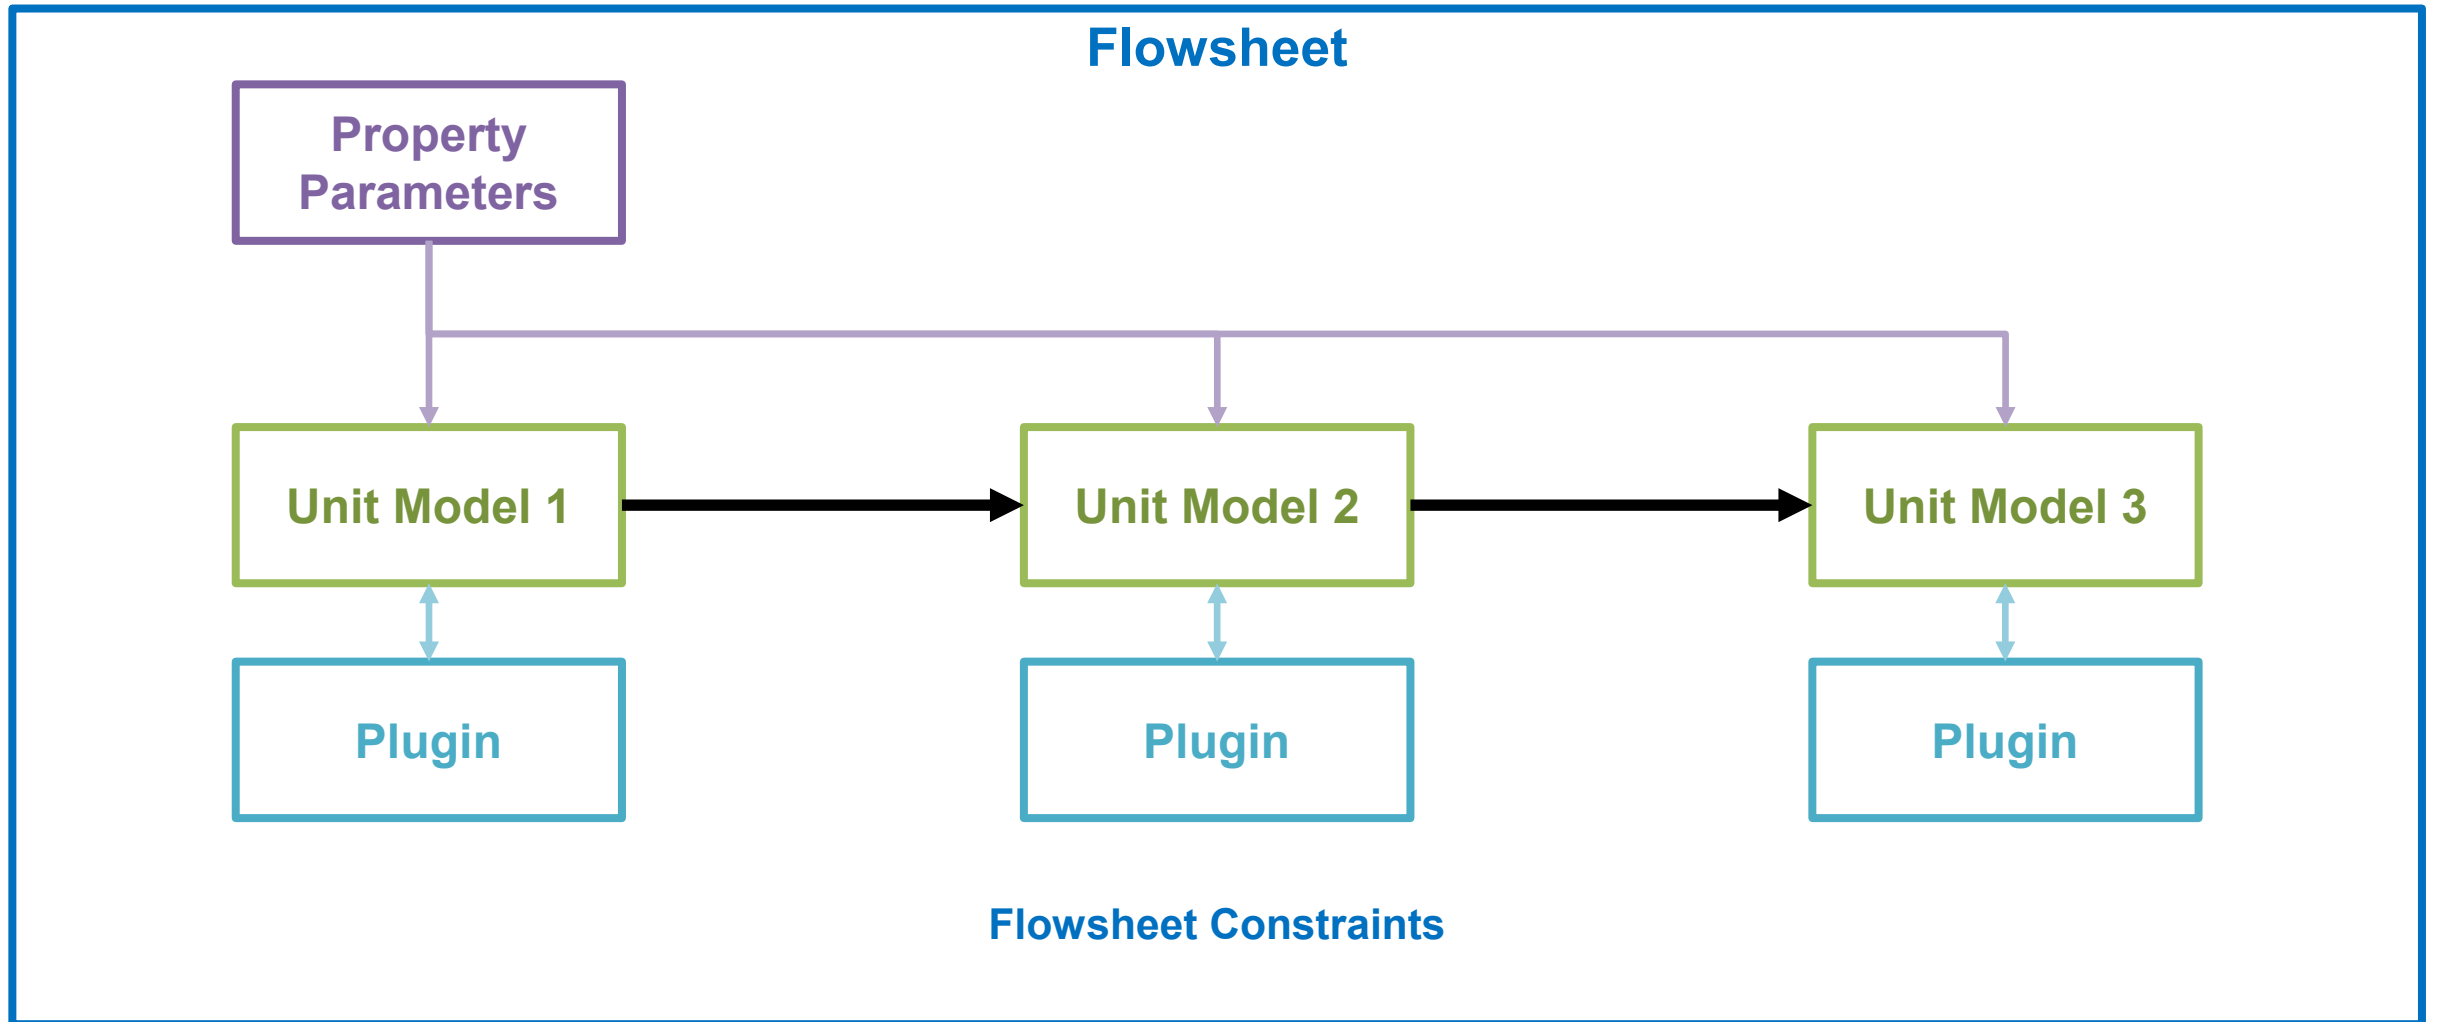 Flowsheet
Property
Parameters
Unit Model 1
Unit Model 2
Unit Model 3
Plugin
Plugin
Plugin
Flowsheet Constraints